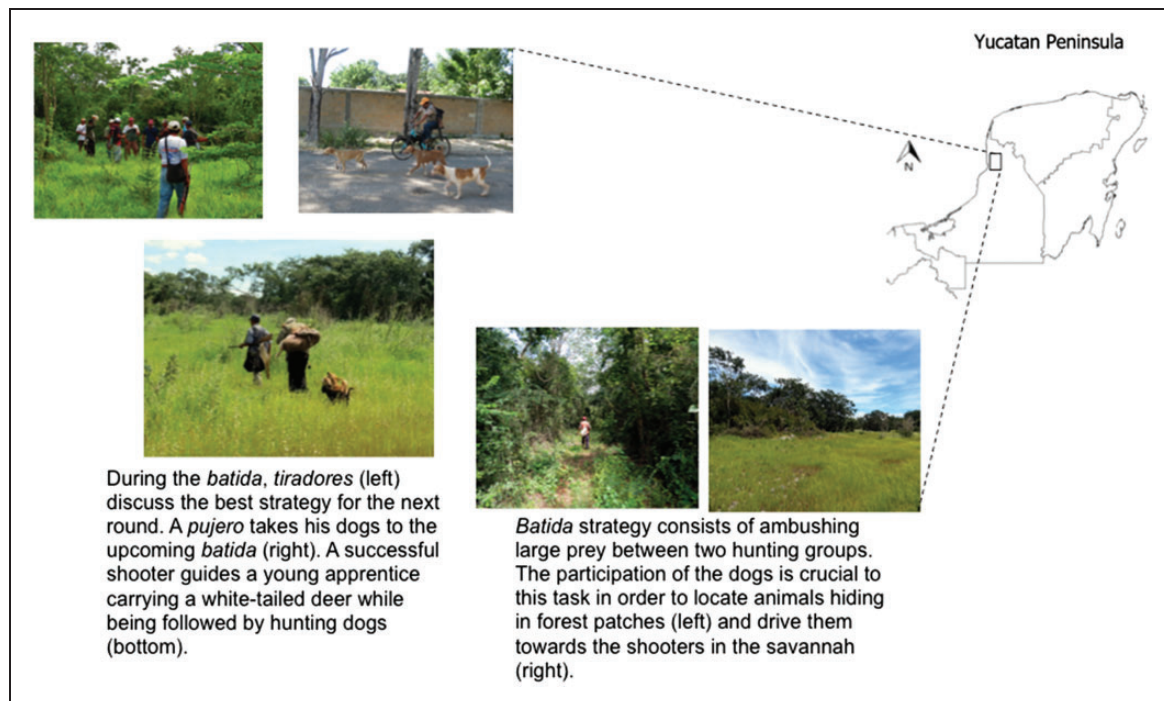 Yucatan Peninsula
N
During the batida, tiradores (left)
discuss the best strategy for the next
round. A pujero takes his dogs to the
upcoming batida (right). A successful
shooter guides a young apprentice
carrying a white-tailed deer while
being followed by hunting dogs
(bottom).
Batida strategy consists of ambushing
large prey between two hunting groups.
The participation of the dogs is crucial to
this task in order to locate animals hiding
in forest patches (left) and drive them
towards the shooters in the savannah
(right).